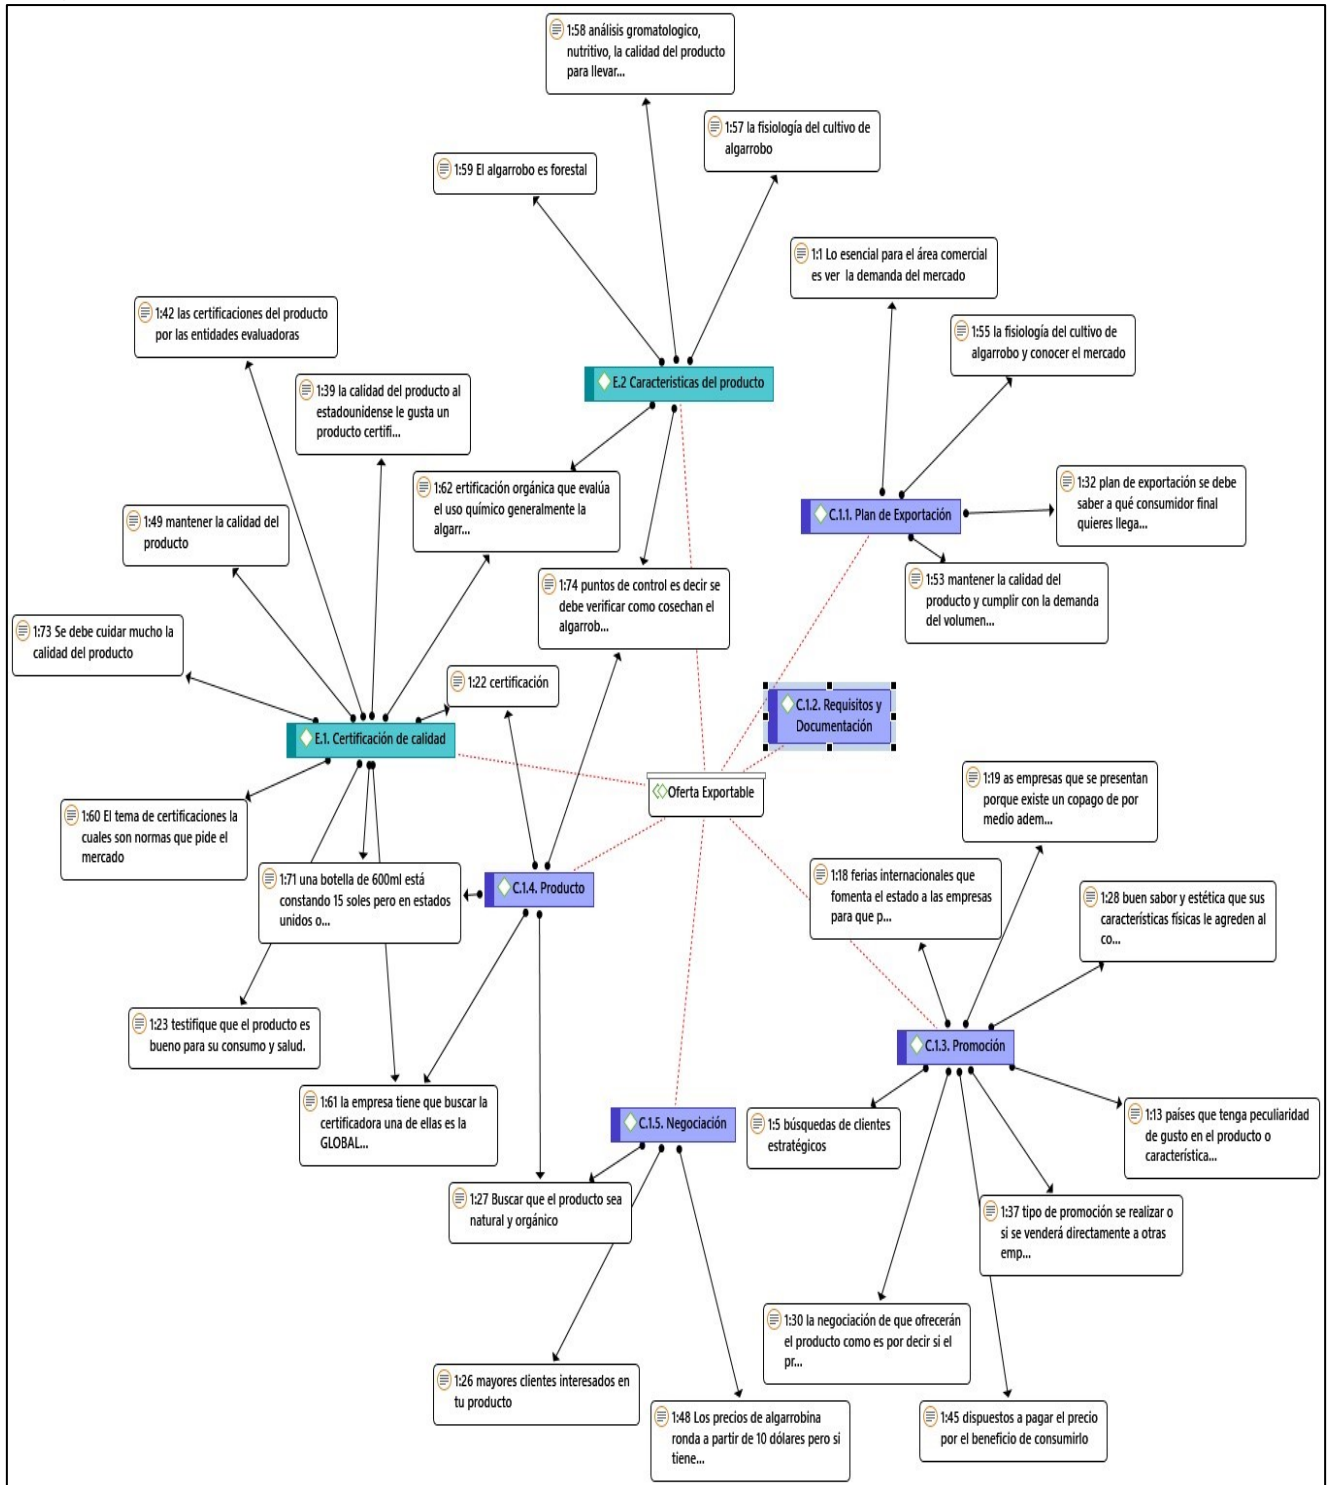 1:58 análisis gromatologico,
nutritivo, la calidad del producto
para llevar...
1:57 la fisiología del cultivo de
algarrobo
1:59 El algarrobo es forestal
1:1 Lo esencial para el área comercial
es ver la demanda del mercado
1:42 las certificaciones del producto
por las entidades evaluadoras
1:55 la fisiología del cultivo de
algarrobo y conocer el mercado
1:39 la calidad del producto al
estadounidense le gusta un
producto certifi...
E.2 Caracteristicas del producto
1:62 ertificación orgánica que evalúa
el uso químico generalmente la
algarr...
1:32 plan de exportación se debe
saber a qué consumidor final
quieres llega...
C.1.1. Plan de Exportación
1:49 mantener la calidad del
producto
1:74 puntos de control es decir se
debe verificar como cosechan el
algarrob...
1:53 mantener la calidad del
producto y cumplir con la demanda
del volumen...
1:73 Se debe cuidar mucho la
calidad del producto
1:22 certificación
C.1.2. Requisitos y
Documentación
E.1. Certificación de calidad
Oferta Exportable
1:19 as empresas que se presentan
porque existe un copago de por
medio adem...
1:60 El tema de certificaciones la
cuales son normas que pide el
mercado
1:71 una botella de 600ml está
constando 15 soles pero en estados
unidos o...
C.1.4. Producto
1:18 ferias internacionales que
fomenta el estado a las empresas
para que p...
1:28 buen sabor y estética que sus
características físicas le agreden al
co...
1:23 testifique que el producto es
bueno para su consumo y salud.
C.1.3. Promoción.
1:61 la empresa tiene que buscar la
certificadora una de ellas es la
GLOBAL...
C.1.5. Negociación
1:5 búsquedas de clientes
estratégicos
1:13 países que tenga peculiaridad
de gusto en el producto o
característica...
1:27 Buscar que el producto sea
natural y orgánico
1:37 tipo de promoción se realizar o
si se venderá directamente a otras
emp...
1:30 la negociación de que ofrecerán
el producto como es por decir si el
pr...
1:26 mayores clientes interesados en
tu producto
1:48 Los precios de algarrobina
ronda a partir de 10 dólares pero si
tiene...
1:45 dispuestos a pagar el precio
por el beneficio de consumirlo